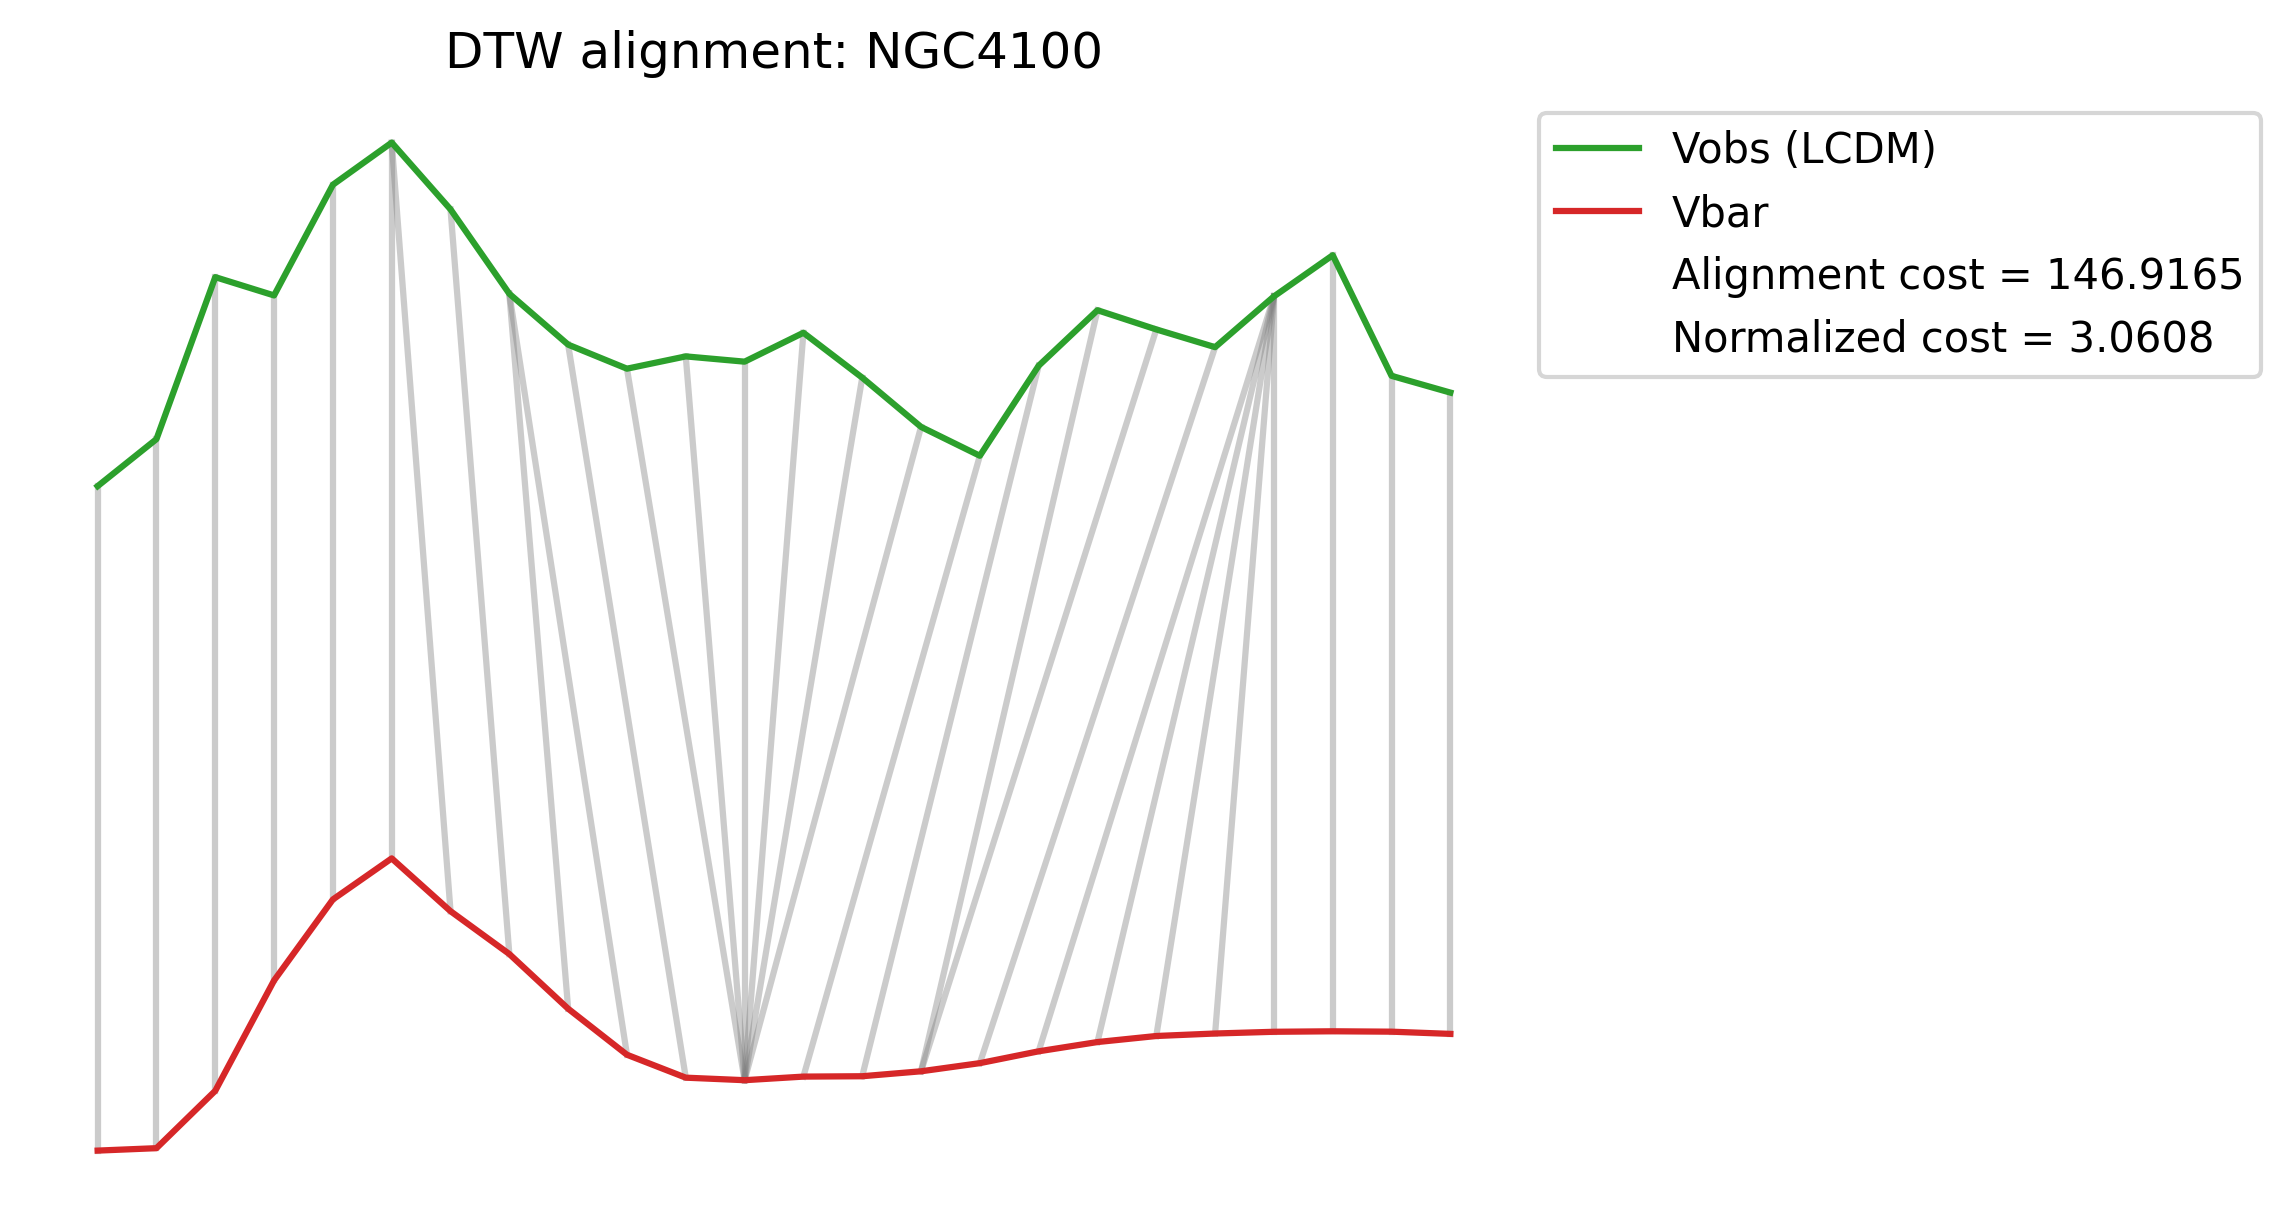 DTW alignment: NGC4100
Vobs (LCDM)
Vbar
Alignment cost = 146.9165
Normalized cost = 3.0608